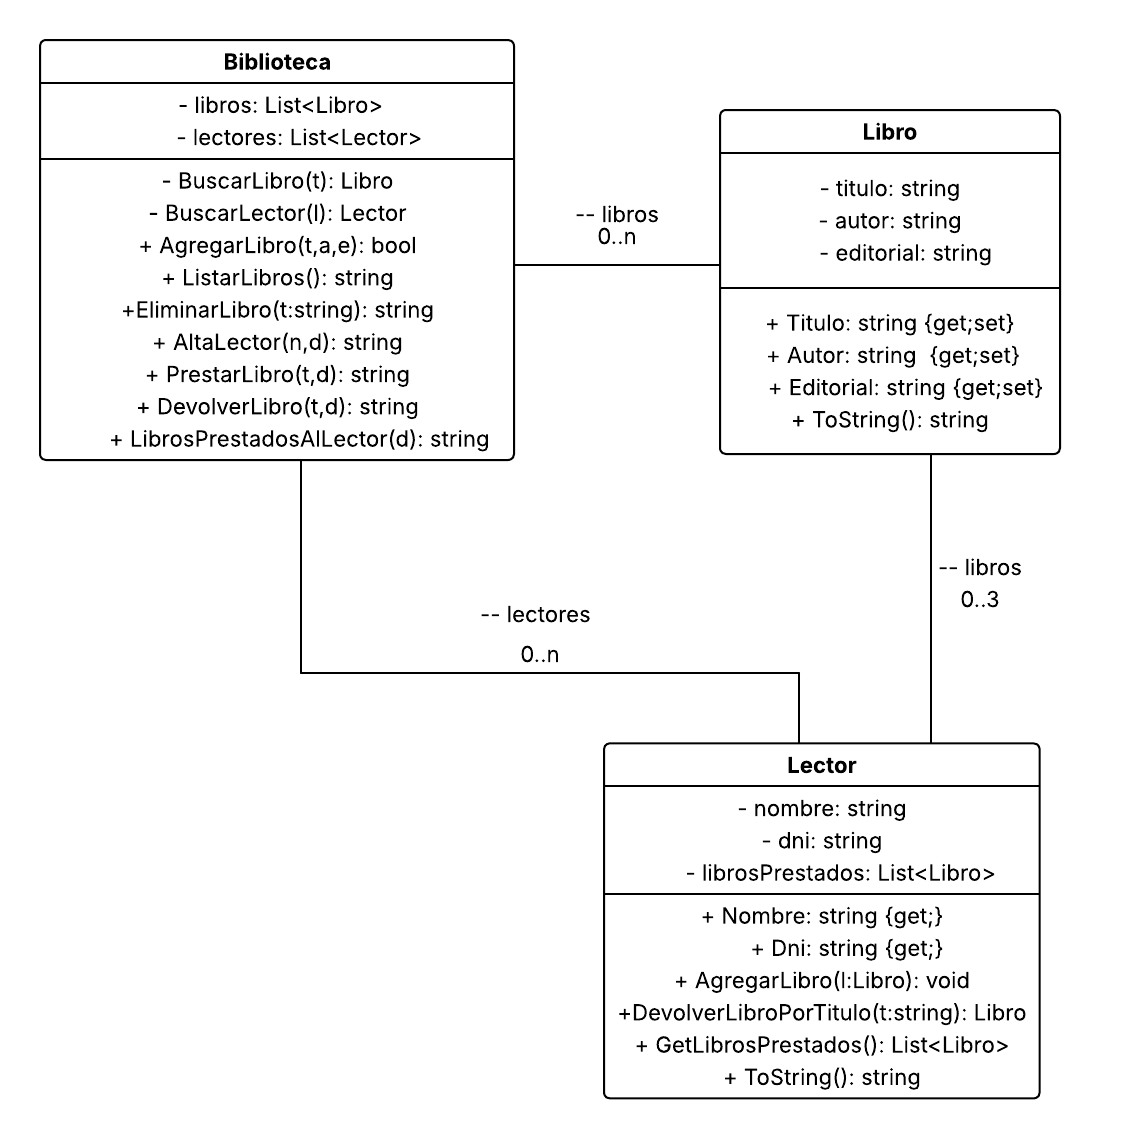 Biblioteca
- libros: List<Libro>
- lectores: List<Lector>
- BuscarLibro(t): Libro
- BuscarLector(l): Lector
+ AgregarLibro(t,a,e): bool
+ ListarLibros(): string
+EliminarLibro(t:string): string
+ AltaLector(n,d): string
+ PrestarLibro(t,d): string
+ DevolverLibro(t,d): string
+ LibrosPrestadosAlLector(d): string
-- libros
0..n
Libro
- titulo: string
- autor: string
- editorial: string
+ Titulo: string {get;set}
+ Autor: string  {get;set}
+ Editorial: string {get;set}
+ ToString(): string
-- libros
0..3
-- lectores
0..n
Lector
- nombre: string
- dni: string
- librosPrestados: List<Libro>
+ Nombre: string {get;}
+ Dni: string {get;}
+ AgregarLibro(l:Libro): void
+DevolverLibroPorTitulo(t:string): Libro
+ GetLibrosPrestados(): List<Libro>
+ ToString(): string